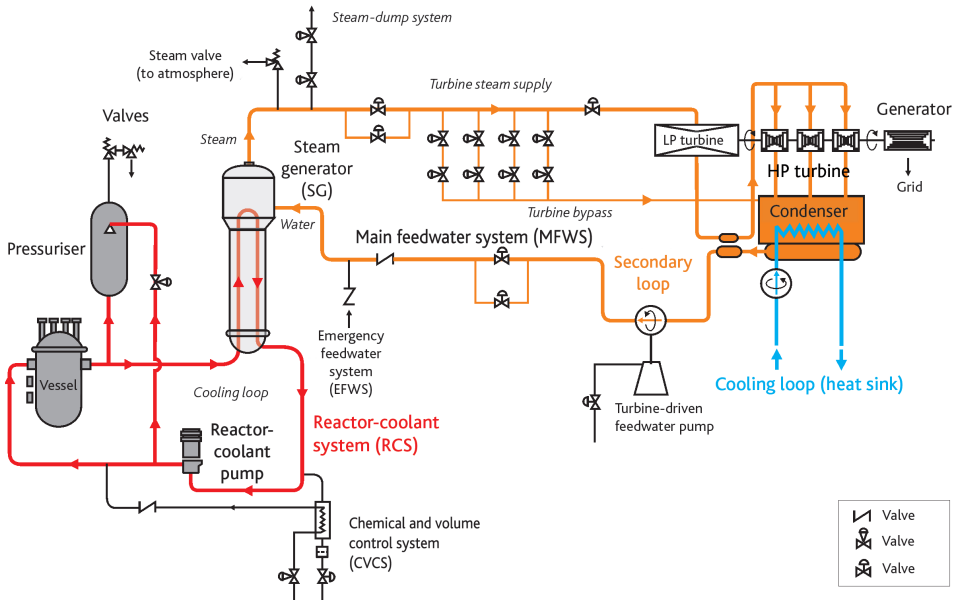 Steam-dump system
Steam valve
(to atmosphere)
Turbine steam supply
Valves
Generator
Steam
Steam
generator
(SG)
LP turbine
HP turbine
Grid
Pressuriser
Water
Turbine bypass
Condenser
Main feedwater system (MFWS)
Secondary
loop
Emergency
feedwater
system
(EFWS)
Vessel
Cooling loop
Cooling loop (heat sink)
Turbine-driven
feedwater pump
Reactor-coolant
system (RCS)
Reactor-
coolant
pump
Chemical and volume
control system
(CVCS)
Valve
Valve
Valve